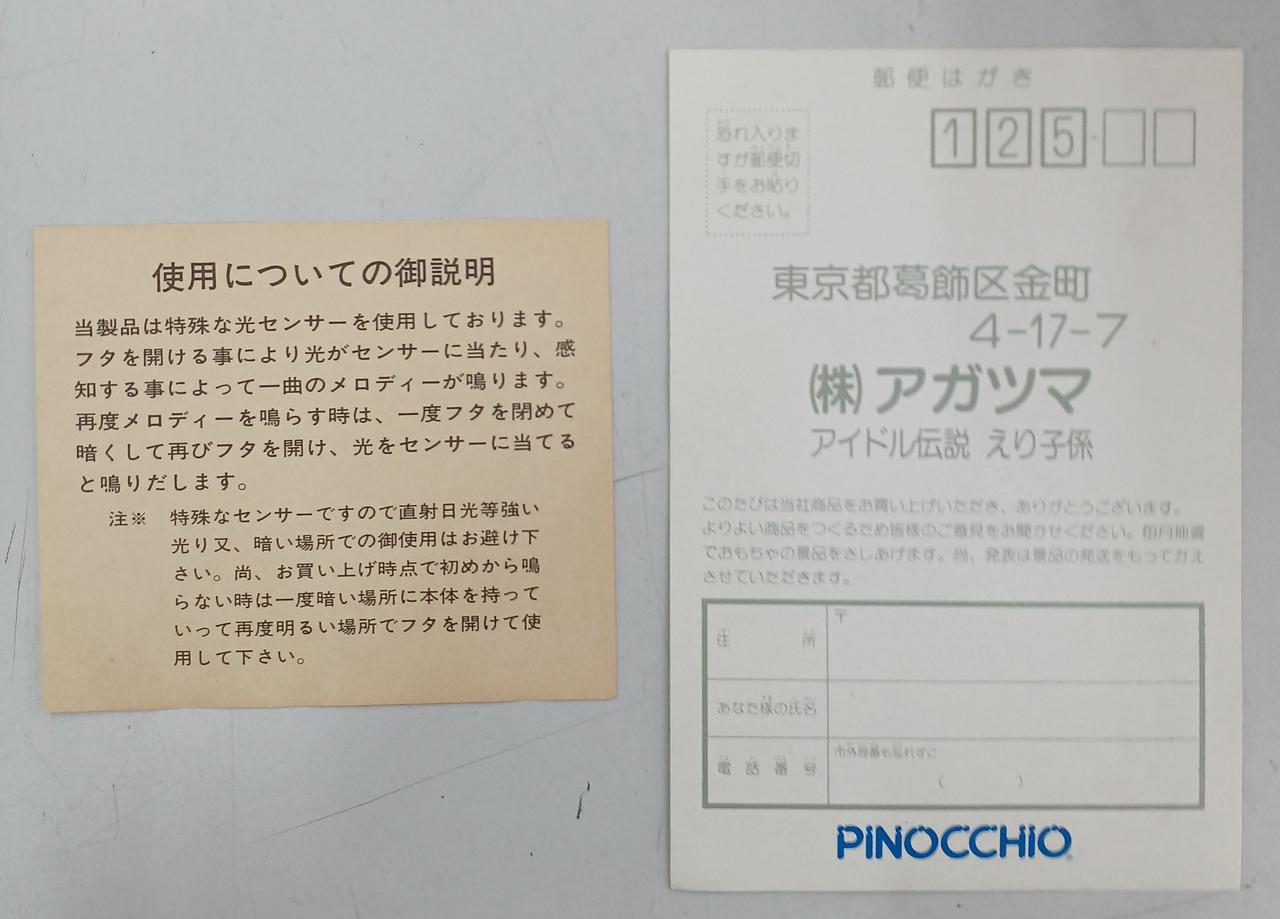 使用についての御説明
当製品は特殊な光センサーを使用しております。
フタを開ける事により光がセンサーに当たり、感
知する事によって一曲のメロディーが鳴ります。
再度メロディーを鳴らす時は、一度フタを閉めて
暗くして再びフタを開け、光をセンサーに当てる
と鳴りだします。
注※ 特殊なセンサーですので直射日光等強い
光り又、暗い場所での御使用はお避け下
さい。尚、お買い上げ時点で初めから鳴
らない時は一度暗い場所に本体を持って
いって再度明るい場所でフタを開けて使
用して下さい。
郵便はがき
恐れ入りま
すが郵便切
手をお貼り
ください。
125-
東京都葛飾区金町
4-17-7
(株)アガツマ
アイドル伝説 えり子係
このたびは当社商品をお買い上げいただき、ありがとうございます。
よりよい商品をつくるため皆様のご意見をお聞かせください。毎月抽選
でおもちゃの景品をさしあげます。尚、発表は景品の発送をもってかえ
させていただきます。
住所
〒
あなた様の氏名
電話番号
市外局番も忘れずに
( )
PINOCCHIO